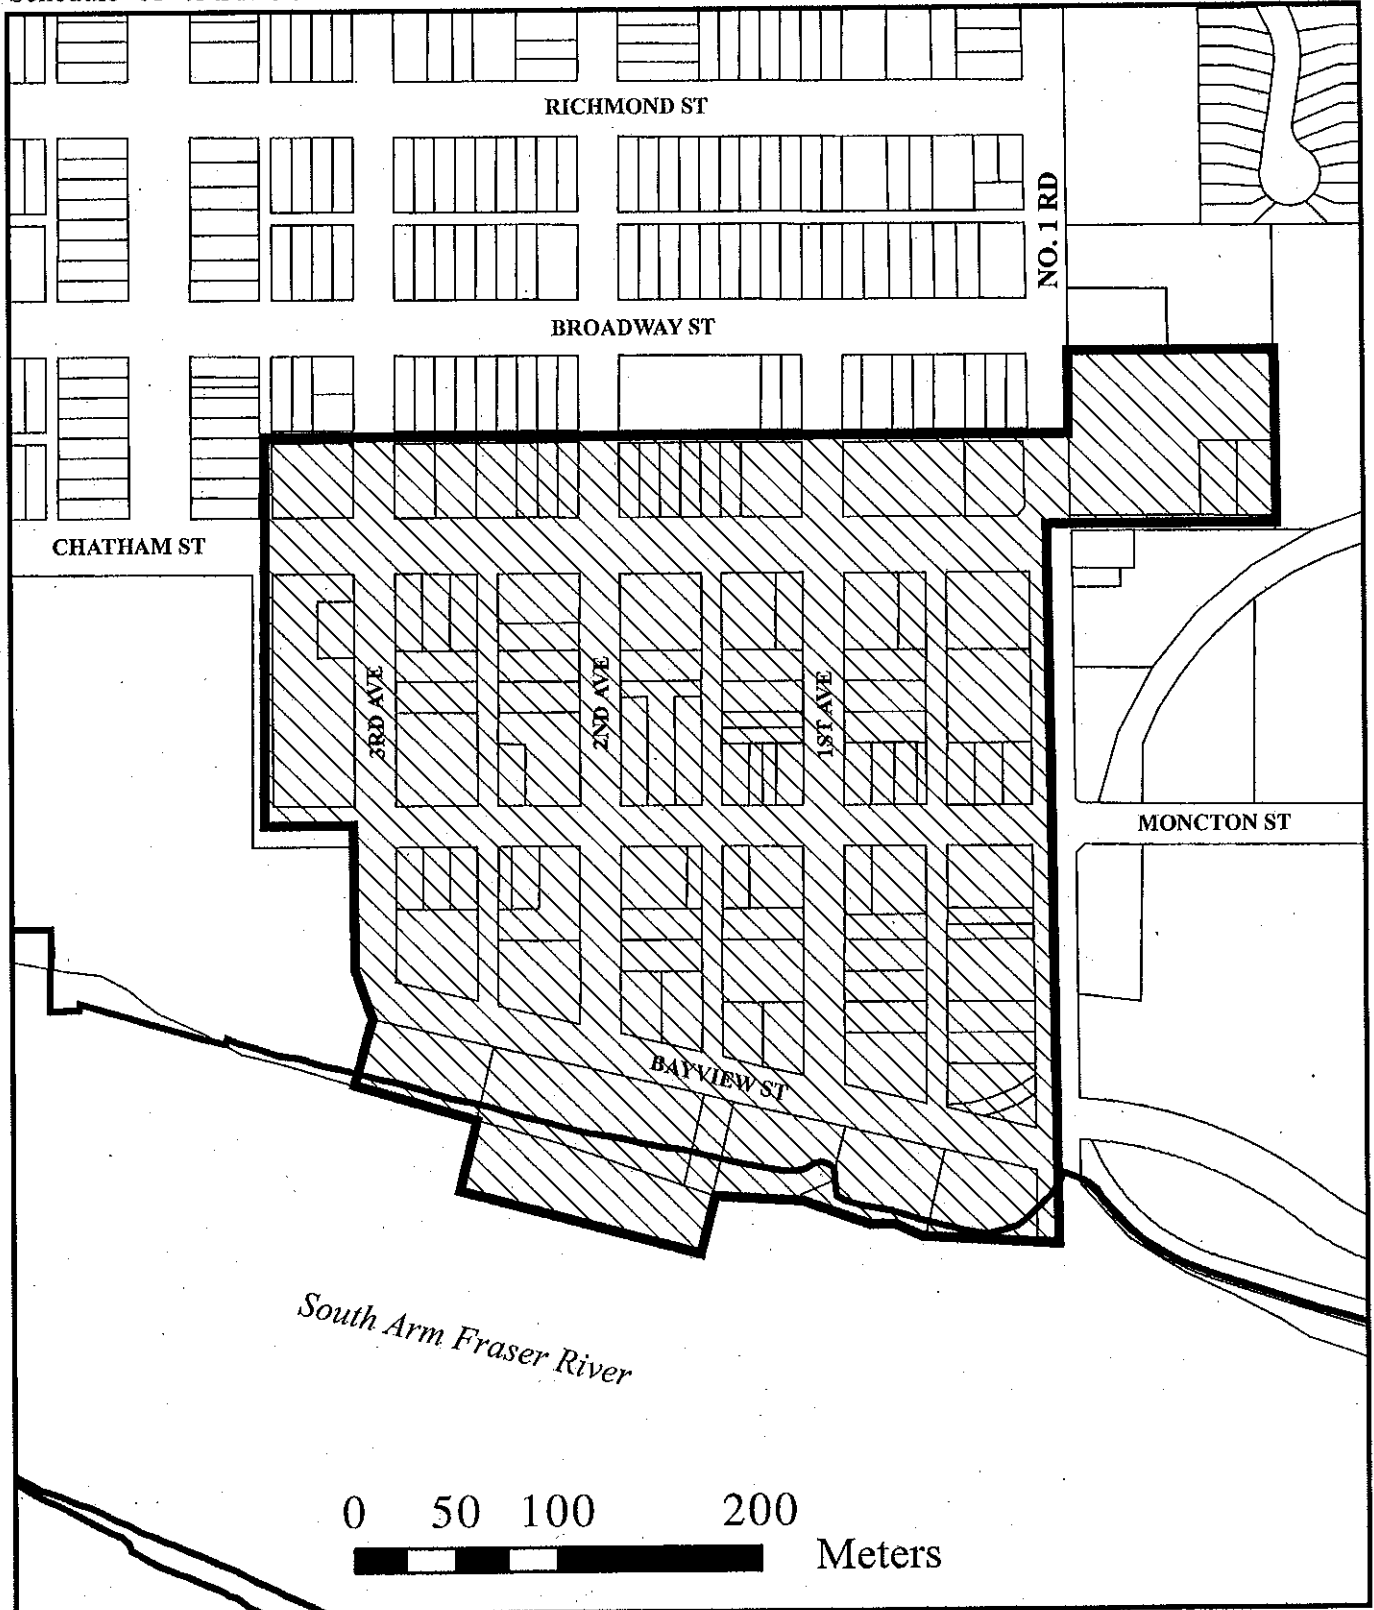 RICHMOND ST
NO. 1 RD
BROADWAY ST
CHATHAM ST
3RD AVE
2ND AVE
1ST AVE
MONCTON ST
BAYVIEW ST
South Arm Fraser River
0 50 100 200
Meters